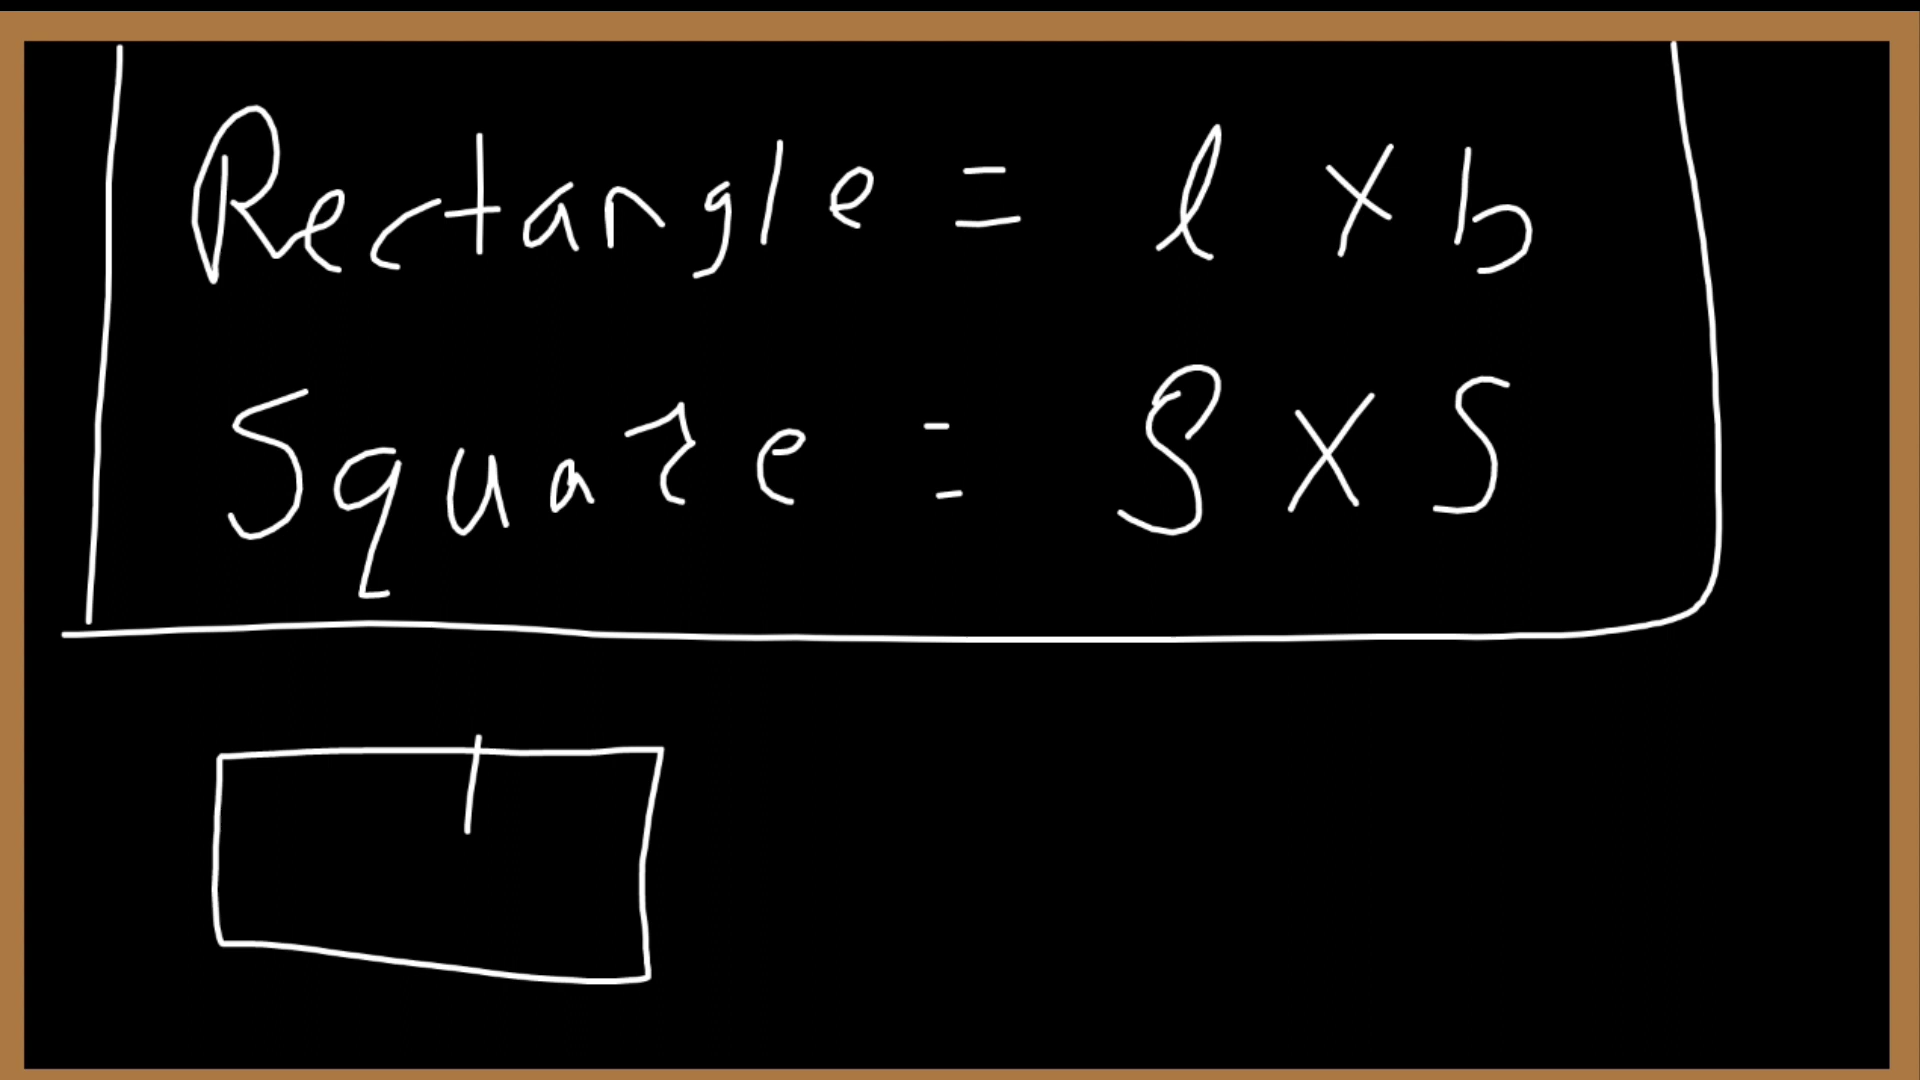 Rectangle = l × b
Square = S × S